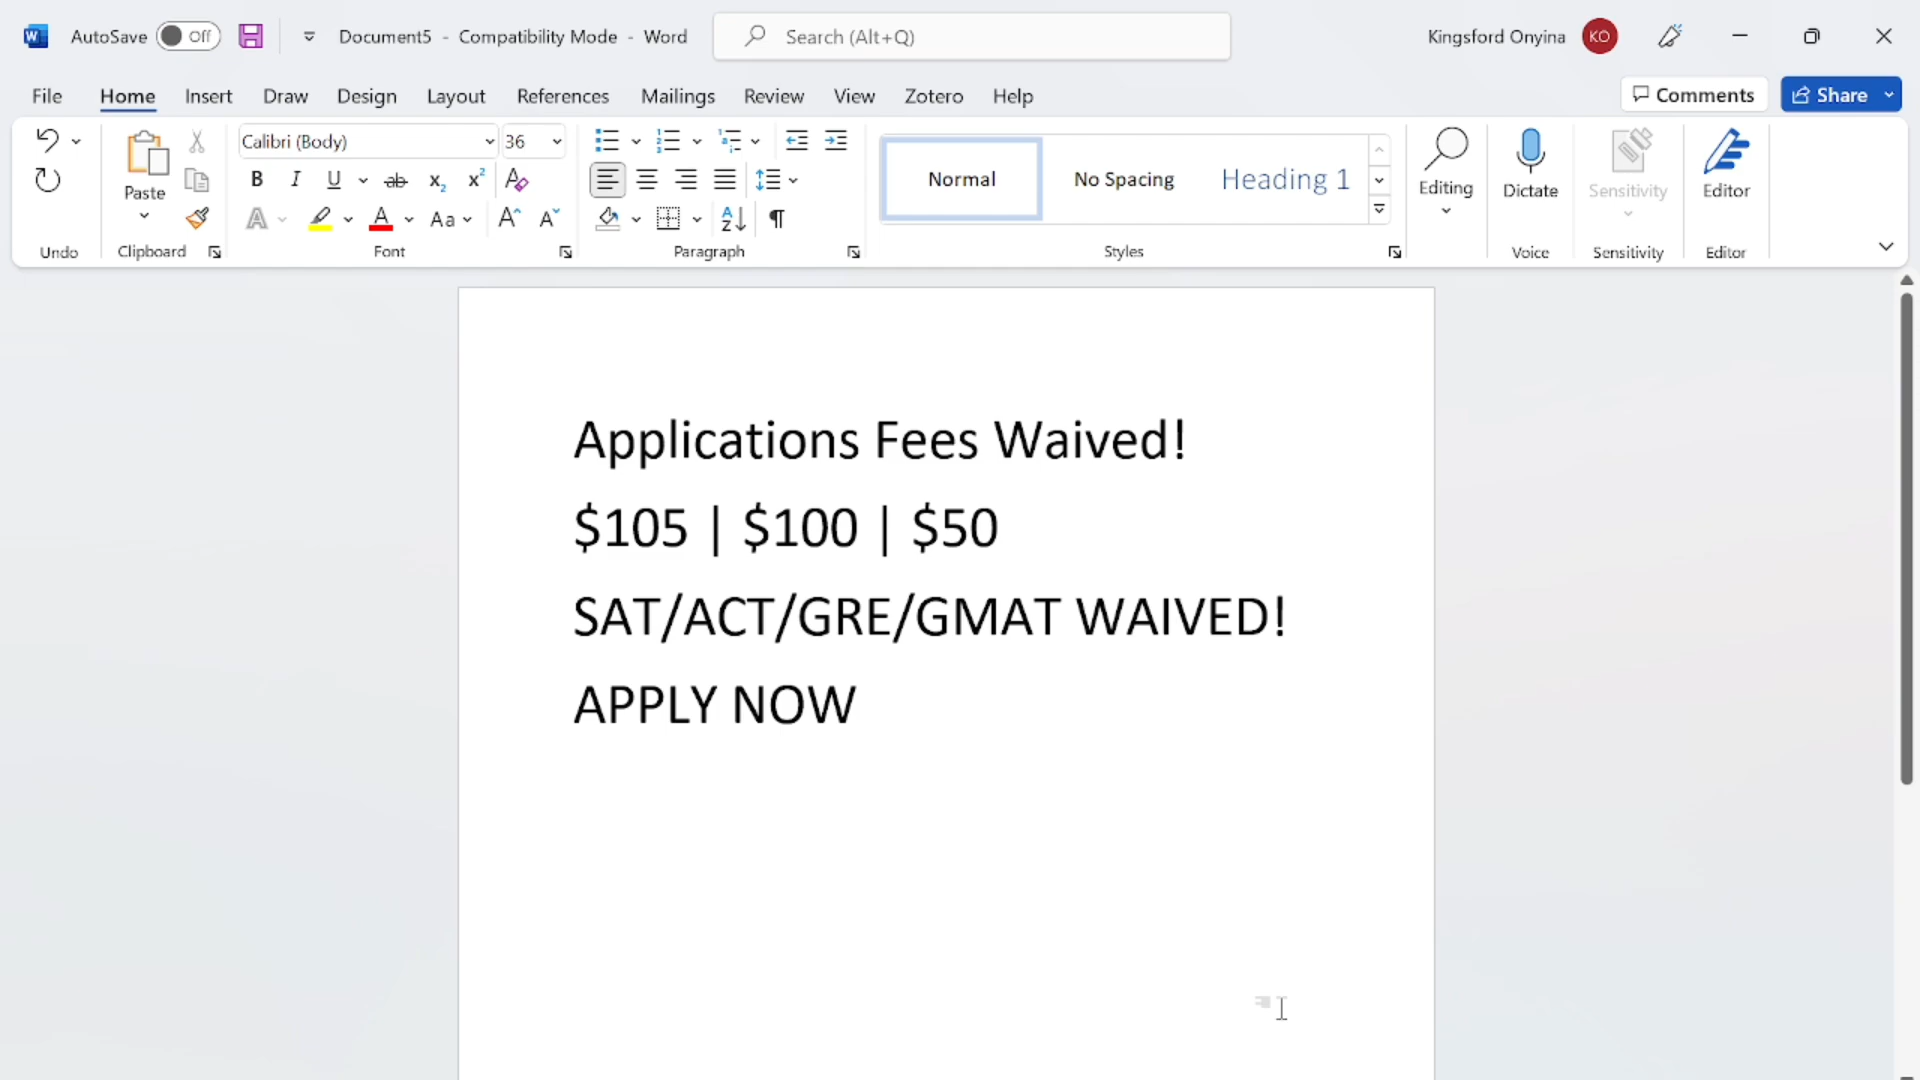 AutoSave Off Document5 - Compatibility Mode - Word Search (Alt+Q) Kingsford Onyina KO
File Home Insert Draw Design Layout References Mailings Review View Zotero Help Comments Share
Calibri (Body) 36
Paste
Normal No Spacing Heading 1
Editing Dictate Sensitivity Editor
Undo Clipboard Font Paragraph Styles Voice Sensitivity Editor
Applications Fees Waived!
$105 | $100 | $50
SAT/ACT/GRE/GMAT WAIVED!
APPLY NOW